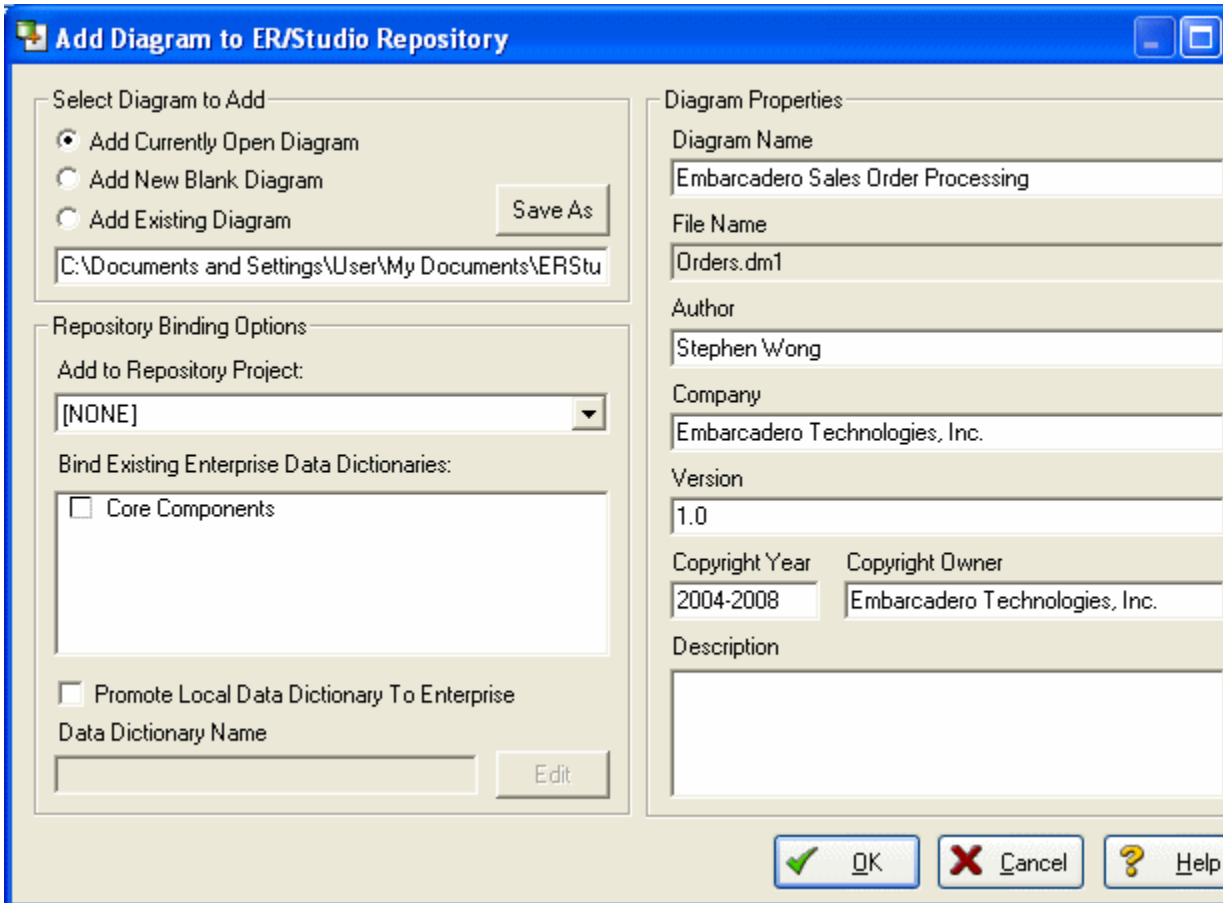 Add Diagram to ER/Studio Repository
Select Diagram to Add
Add Currently Open Diagram
Add New Blank Diagram
Add Existing Diagram
Save As
C:\Documents and Settings\User\My Documents\ERStu
Repository Binding Options
Add to Repository Project:
[NONE]
Bind Existing Enterprise Data Dictionaries:
Core Components
Promote Local Data Dictionary To Enterprise
Data Dictionary Name
Edit
Diagram Properties
Diagram Name
Embarcadero Sales Order Processing
File Name
Orders.dm1
Author
Stephen Wong
Company
Embarcadero Technologies, Inc.
Version
1.0
Copyright Year
Copyright Owner
2004-2008
Embarcadero Technologies, Inc.
Description
OK
Cancel
Help